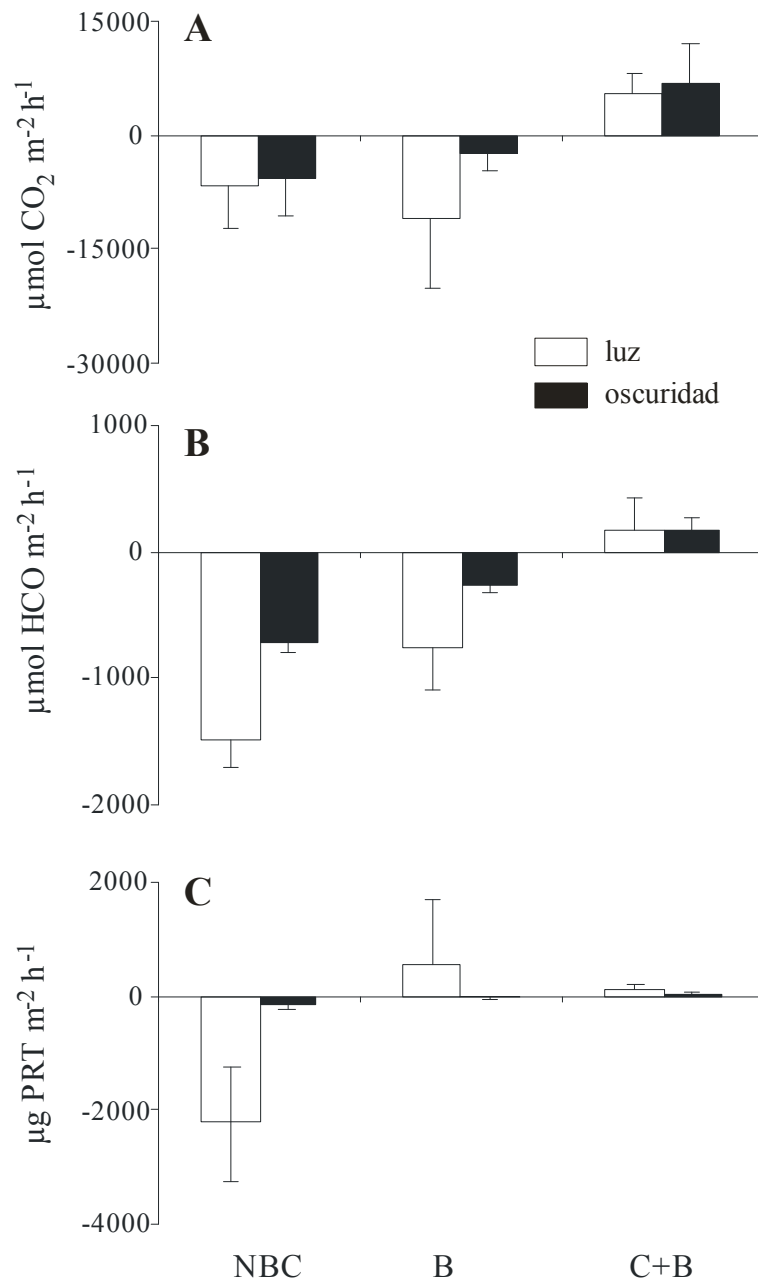 A
15000
0
-15000
-30000
µmol CO₂ m⁻² h⁻¹
luz
oscuridad
B
1000
0
-1000
-2000
µmol HCO m⁻² h⁻¹
C
2000
0
-2000
-4000
µg PRT m⁻² h⁻¹
NBC B C+B